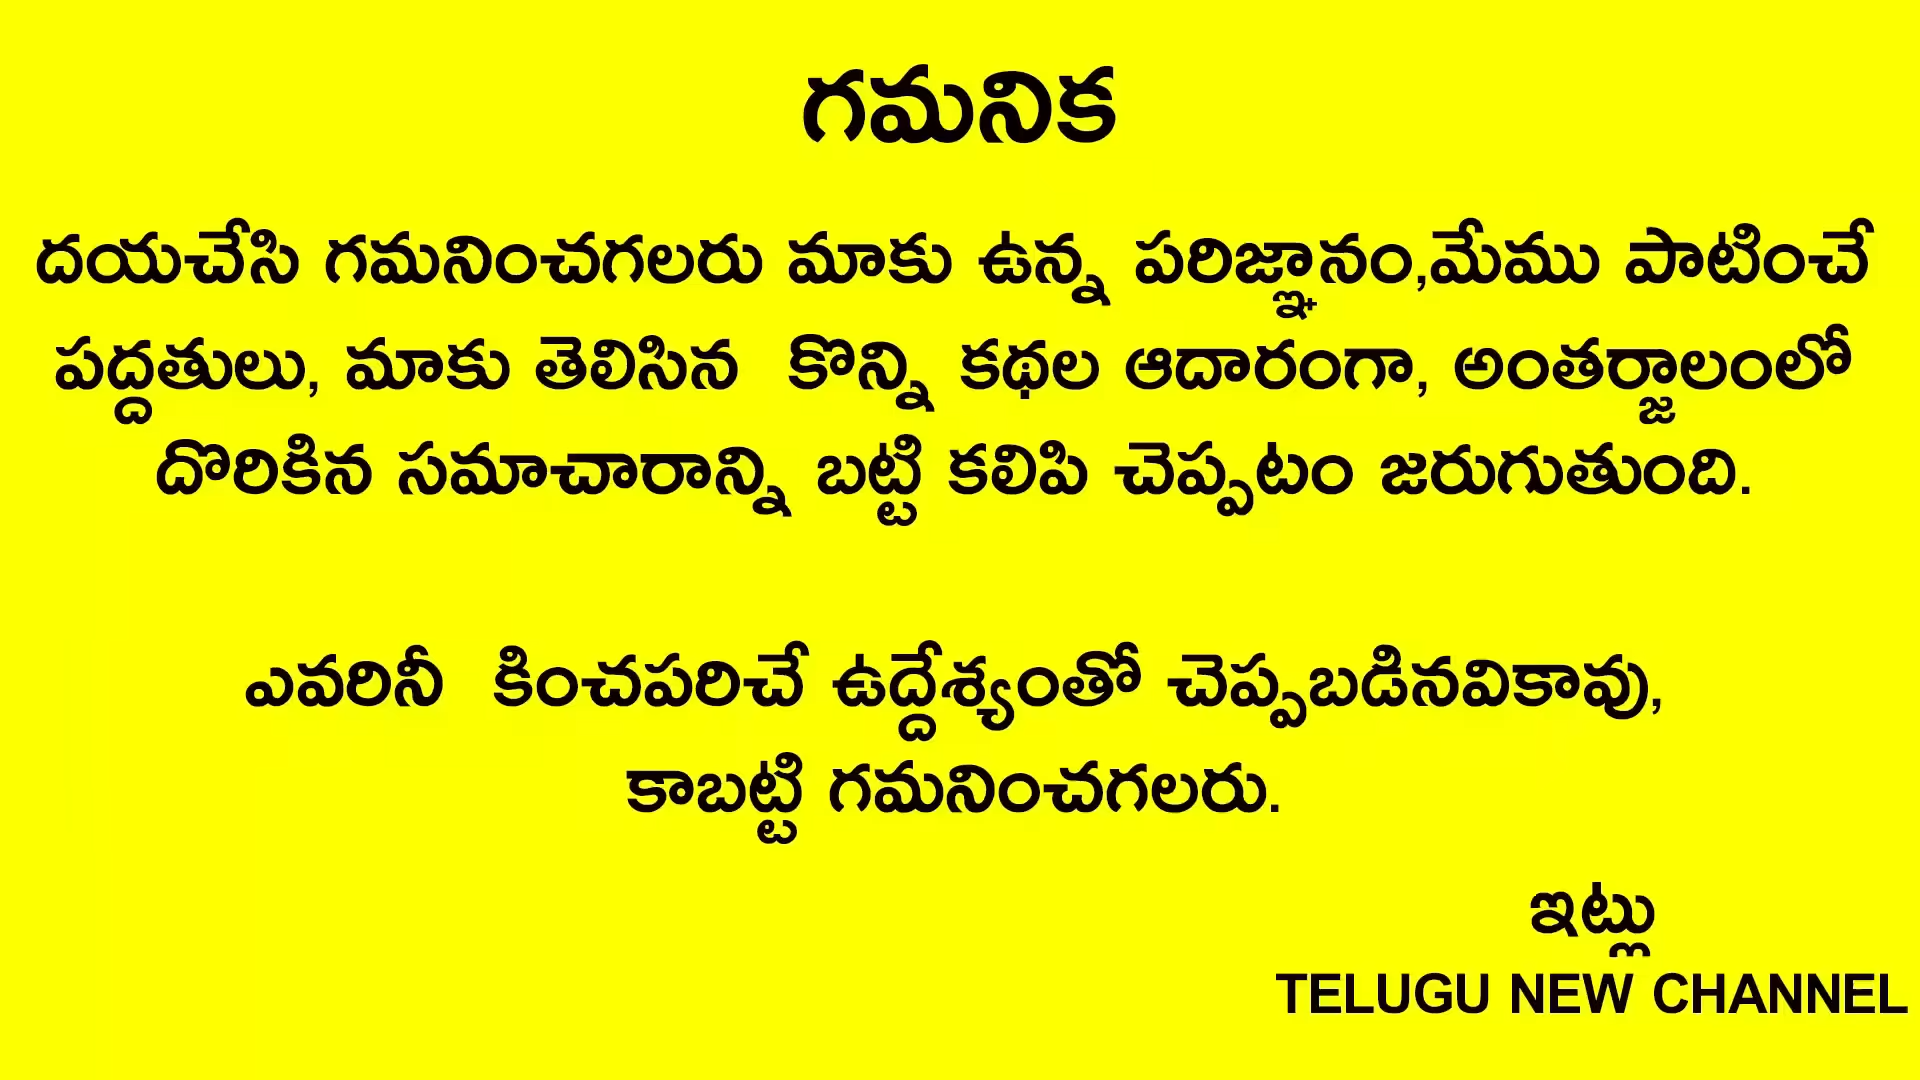 గమనిక
దయచేసి గమనించగలరు మాకు ఉన్న పరిజ్ఞానం,మేము పాటించే
పద్దతులు, మాకు తెలిసిన కొన్ని కథల ఆదారంగా, అంతర్జాలంలో
దొరికిన సమాచారాన్ని బట్టి కలిపి చెప్పటం జరుగుతుంది.
ఎవరినీ కించపరిచే ఉద్దేశ్యంతో చెప్పబడినవికావు,
కాబట్టి గమనించగలరు.
ఇట్లు
TELUGU NEW CHANNEL